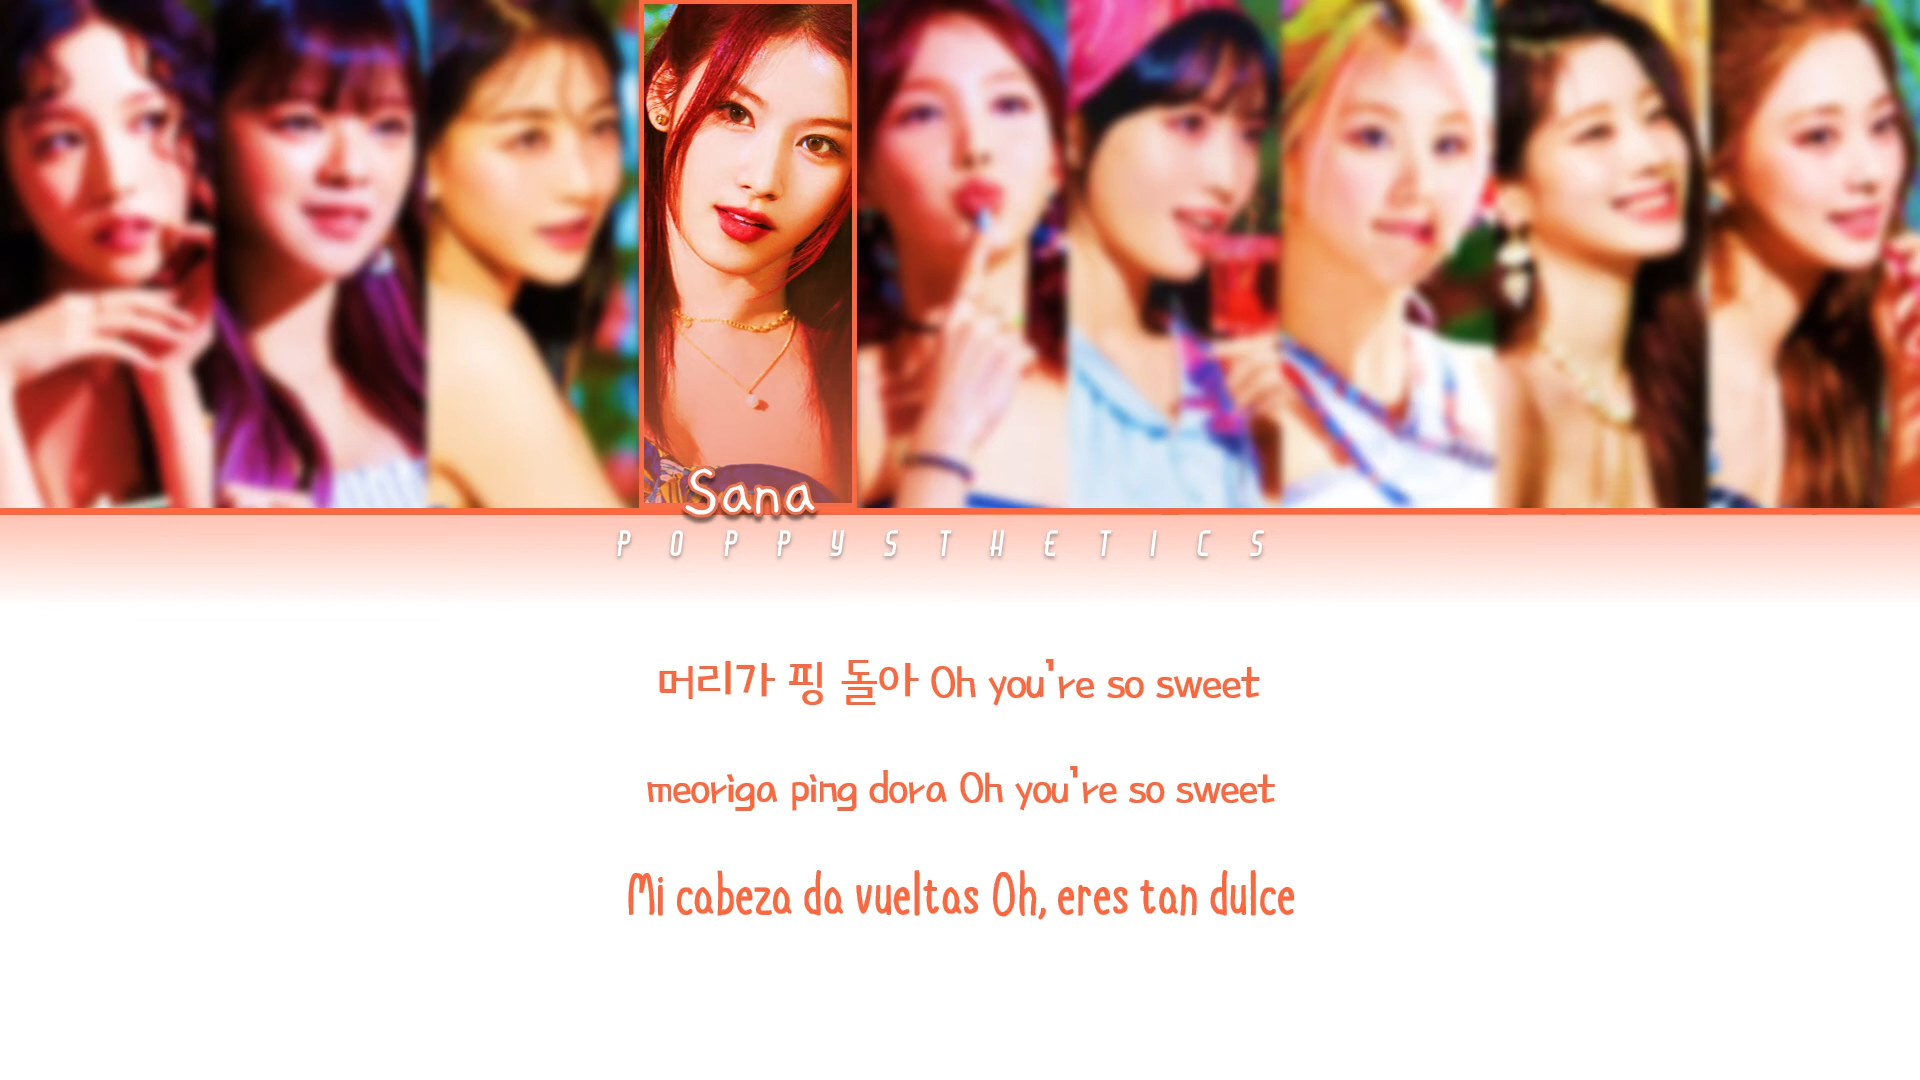 Sana
POPPYSTHETICS
머리가 핑 돌아 Oh you're so sweet
meoriga ping dora Oh you're so sweet
Mi cabeza da vueltas Oh, eres tan dulce